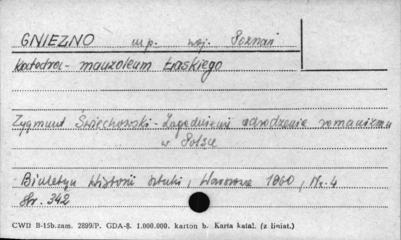 GNIEZNO m.p. woj. Poznań
Katedra - mauzoleum Łaskiego
Zygmunt Świechowski - Zagadnienie odrodzenia romanizmu
w Polsce
Biuletyn Historii Sztuki, Warszawa 1960, Nr. 4
Str. 342
CWD B-15b. zam. 2899/P. GDA-8. 1.000.000. karton b. Karta katal. (z liniat.)